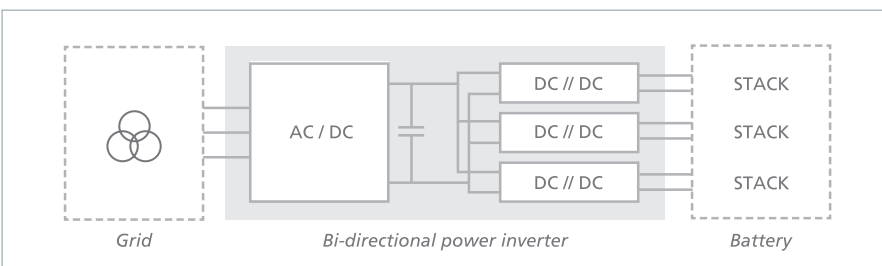 AC / DC
DC // DC
DC // DC
DC // DC
STACK
STACK
STACK
Grid
Bi-directional power inverter
Battery